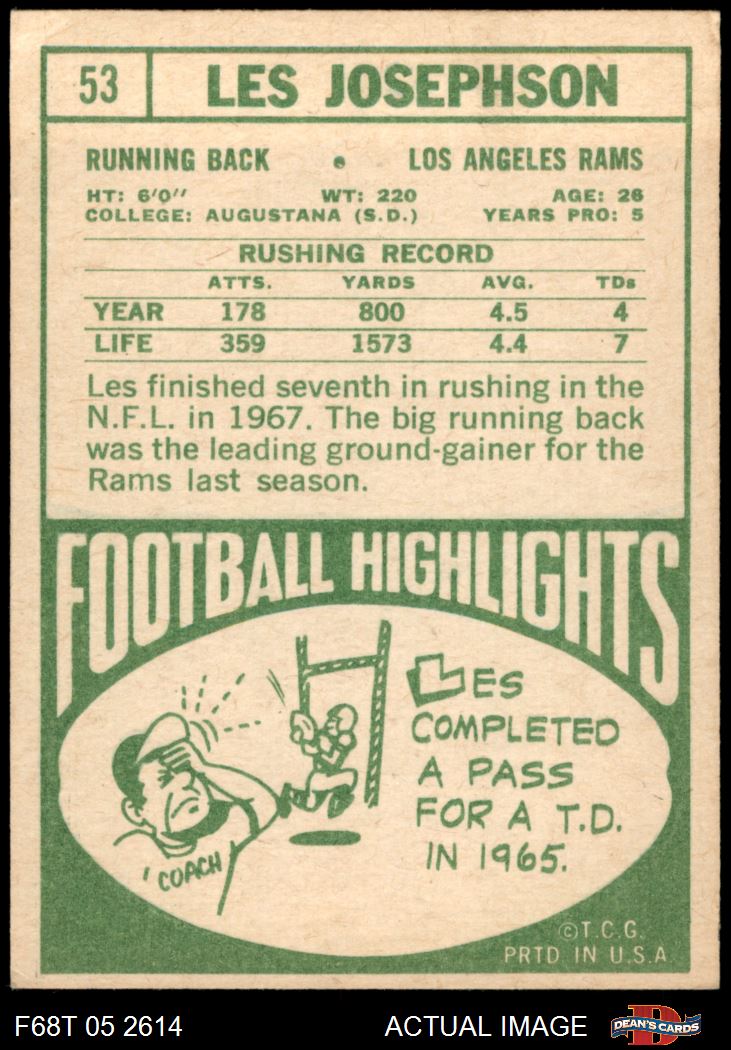 53 LES JOSEPHSON
RUNNING BACK • LOS ANGELES RAMS
HT: 6'0" WT: 220 AGE: 26
COLLEGE: AUGUSTANA (S.D.) YEARS PRO: 5
RUSHING RECORD
ATTS. YARDS AVG. TDs
YEAR 178 800 4.5 4
LIFE 359 1573 4.4 7
Les finished seventh in rushing in the
N.F.L. in 1967. The big running back
was the leading ground-gainer for the
Rams last season.
FOOTBALL HIGHLIGHTS
LES
COMPLETED
A PASS
FOR A T.D.
IN 1965.
COACH
©T.C.G.
PRTD. IN U.S.A
F68T 05 2614 ACTUAL IMAGE D DEAN'S CARDS